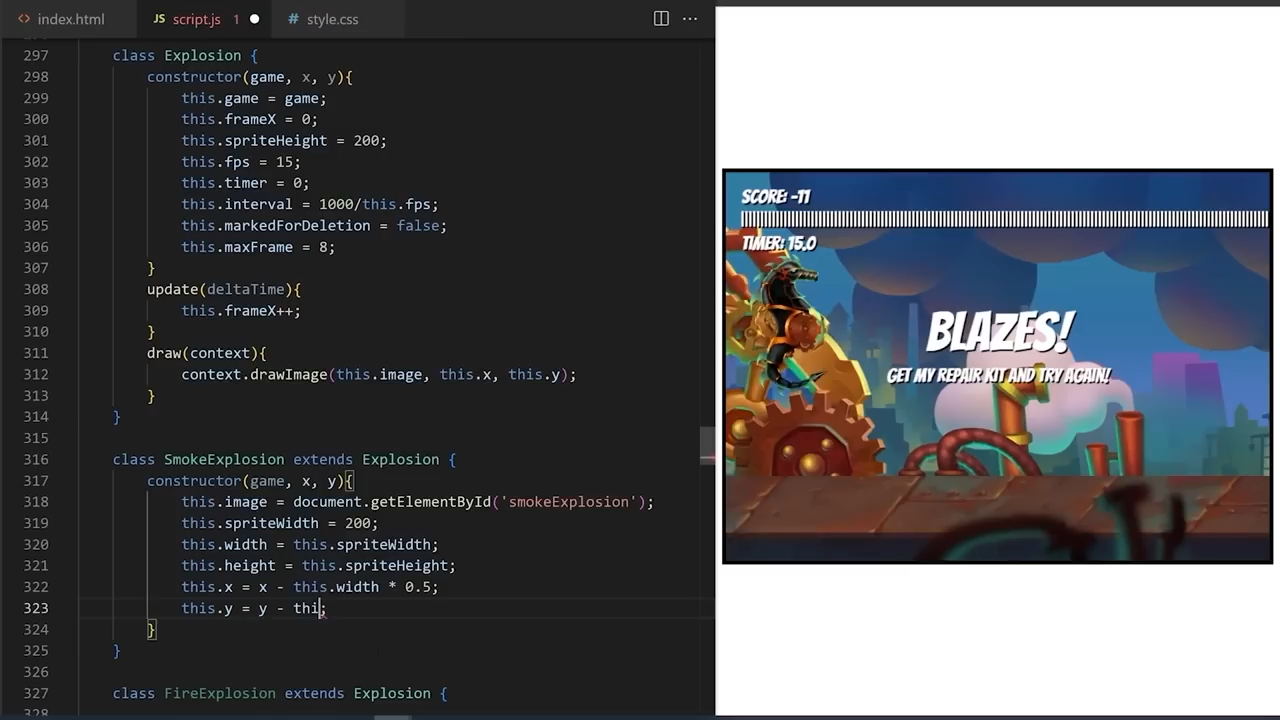 <> index.html
JS script.js 1
# style.css
297 class Explosion {
298 constructor(game, x, y){
299 this.game = game;
300 this.frameX = 0;
301 this.spriteHeight = 200;
302 this.fps = 15;
303 this.timer = 0;
304 this.interval = 1000/this.fps;
305 this.markedForDeletion = false;
306 this.maxFrame = 8;
307 }
308 update(deltaTime){
309 this.frameX++;
310 }
311 draw(context){
312 context.drawImage(this.image, this.x, this.y);
313 }
314 }
315
316 class SmokeExplosion extends Explosion {
317 constructor(game, x, y){
318 this.image = document.getElementById('smokeExplosion');
319 this.spriteWidth = 200;
320 this.width = this.spriteWidth;
321 this.height = this.spriteHeight;
322 this.x = x - this.width * 0.5;
323 this.y = y - thi;
324 }
325 }
326
327 class FireExplosion extends Explosion {
328
SCORE: -11
TIMER: 15.0
BLAZES!
GET MY REPAIR KIT AND TRY AGAIN!